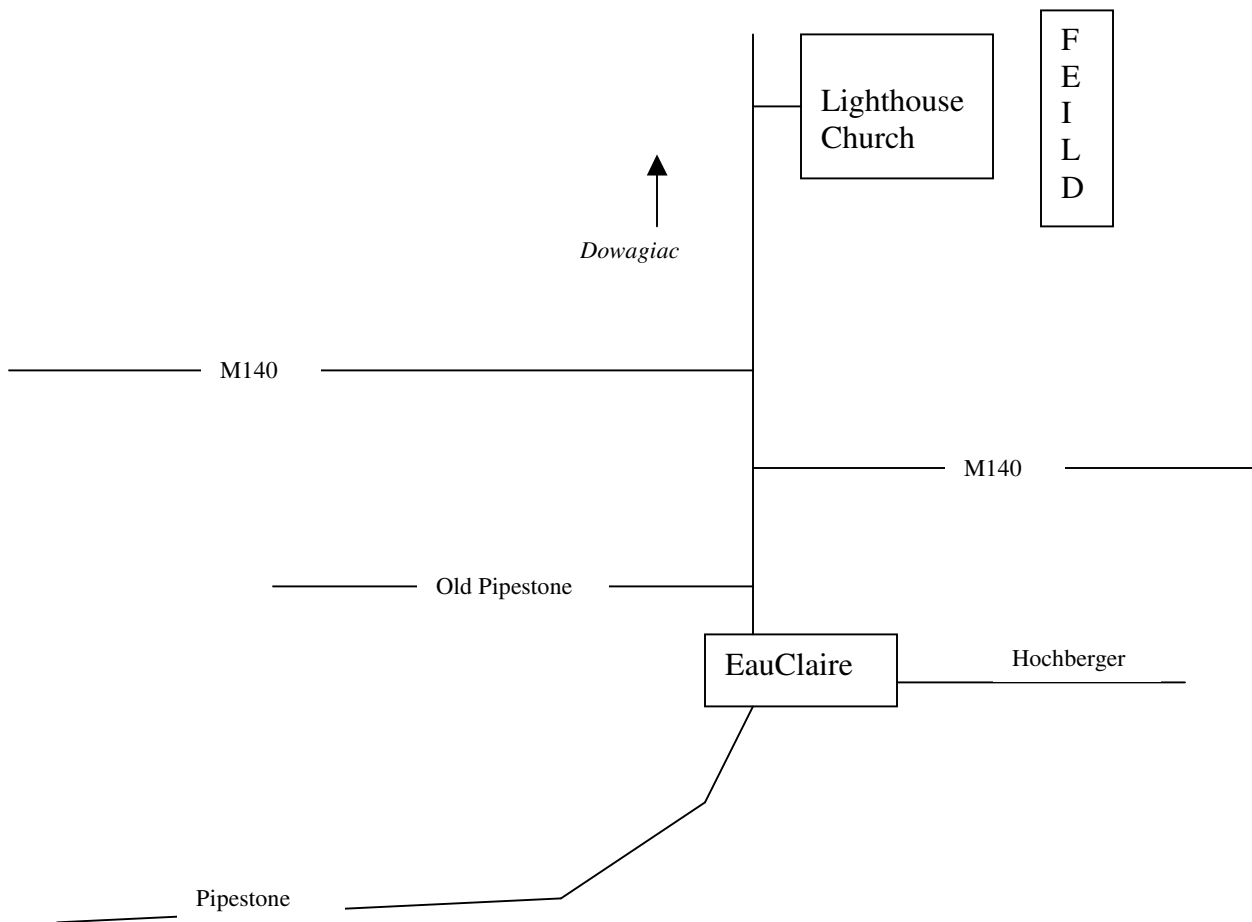 F
E
I
L
D
Lighthouse
Church
Dowagiac
M140
M140
Old Pipestone
EauClaire
Hochberger
Pipestone